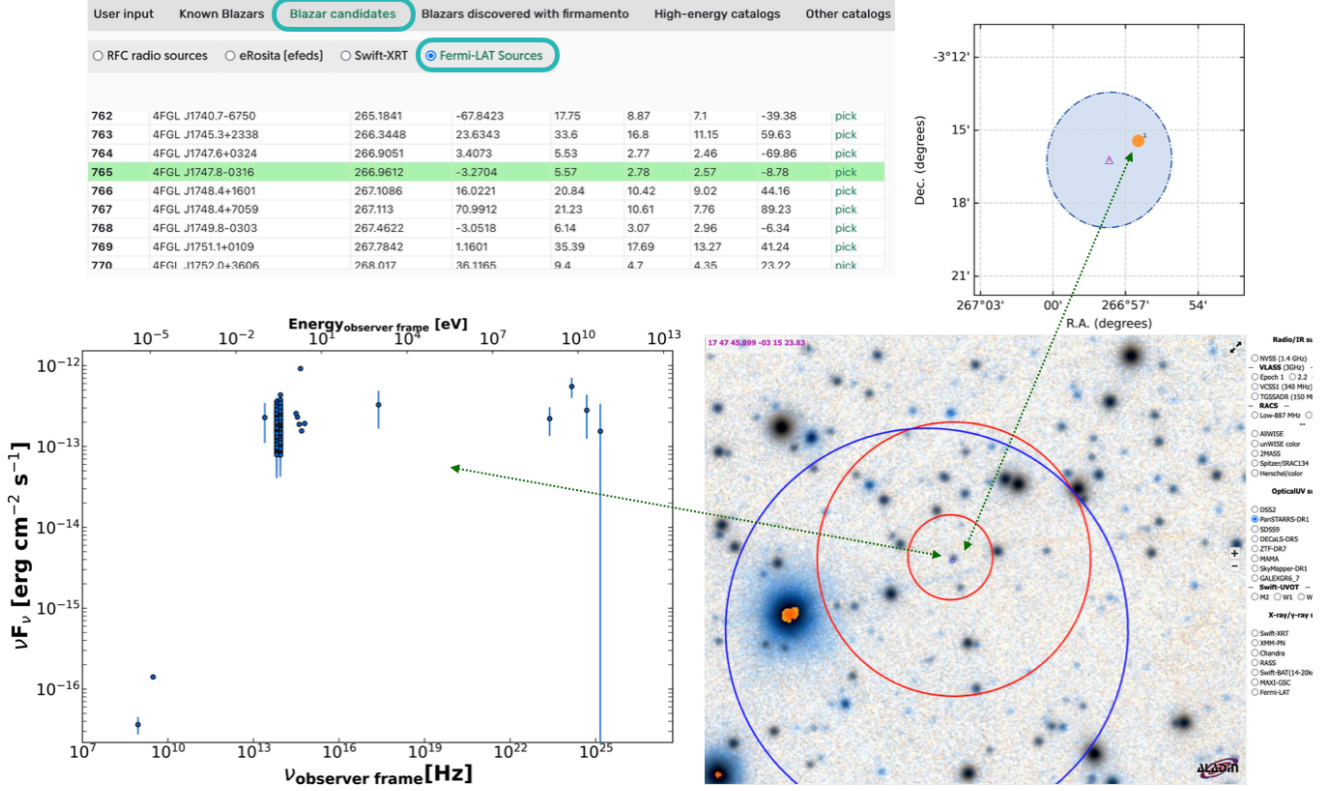 User input Known Blazars Blazar candidates Blazars discovered with firmamento High-energy catalogs Other catalogs
RFC radio sources eRosita [efeds] Swift-XRT Fermi-LAT Sources
762 4FGL J1740.7-6750 265.1841 -67.8423 17.75 8.87 7.1 -39.38 pick
763 4FGL J1745.3+2338 266.3448 23.6343 33.6 16.8 11.15 59.63 pick
764 4FGL J1747.6+0324 266.9051 3.4073 5.53 2.77 2.46 -69.86 pick
765 4FGL J1747.8-0316 266.9612 -3.2704 5.57 2.78 2.57 -8.78 pick
766 4FGL J1748.4+1601 267.1086 16.0221 20.84 10.42 9.02 44.16 pick
767 4FGL J1748.4+7059 267.113 70.9912 21.23 10.61 7.76 89.23 pick
768 4FGL J1749.8-0303 267.4622 -3.0518 6.14 3.07 2.96 -6.34 pick
769 4FGL J1751.1+0109 267.7842 1.1601 35.39 17.69 13.27 41.24 pick
770 4FGL J1752.0+3606 268.017 36.1165 9.4 4.7 4.35 23.22 pick
-3°12'
15'
18'
21'
Dec. (degrees)
1
267°03' 00' 266°57' 54'
R.A. (degrees)
Energy observer frame [eV]
10⁻⁵ 10⁻² 10¹ 10⁴ 10⁷ 10¹⁰ 10¹³
10⁻¹²
10⁻¹³
10⁻¹⁴
10⁻¹⁵
10⁻¹⁶
νFν [erg cm⁻² s⁻¹]
10⁷ 10¹⁰ 10¹³ 10¹⁶ 10¹⁹ 10²² 10²⁵
ν observer frame [Hz]
17 47 45.899 -03 15 23.83
+
−
ALADIN
Radio/IR su
NVSS (1.4 GHz)
VLASS (3GHz)
Epoch 1 2.2
VCSS1 (340 MHz)
TGSSADR (150 M
RACS
Low-887 MHz
AllWISE
unWISE color
2MASS
Spitzer/IRAC134
Herschel/color
OpticalUV su
DSS2
PanSTARRS-DR1
SDSS9
DECaLS-DR5
ZTF-DR7
MAMA
SkyMapper-DR1
GALEXGR6_7
Swift-UVOT
M2 W1 W
X-ray/γ-ray s
Swift-XRT
XMM-PN
Chandra
RASS
Swift-BAT(14-20k
MAXI-GSC
Fermi-LAT